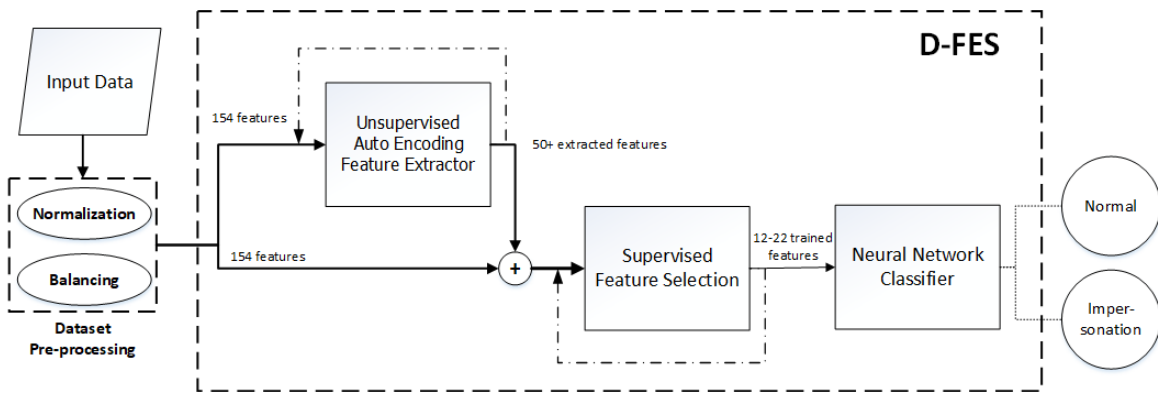 D-FES
Input Data
154 features
Unsupervised
Auto Encoding
Feature Extractor
50+ extracted features
Normalization
Balancing
Dataset
Pre-processing
154 features
+
Supervised
Feature Selection
12-22 trained
features
Neural Network
Classifier
Normal
Imper-
sonation